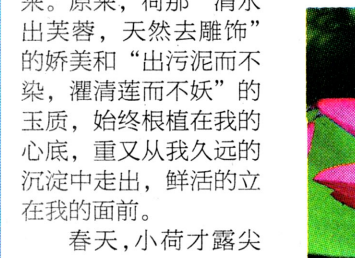 来。原来，荷那“清水
出芙蓉，天然去雕饰”
的娇美和“出污泥而不
染，濯清莲而不妖”的
玉质，始终根植在我的
心底，重又从我久远的
沉淀中走出，鲜活的立
在我的面前。
春天，小荷才露尖